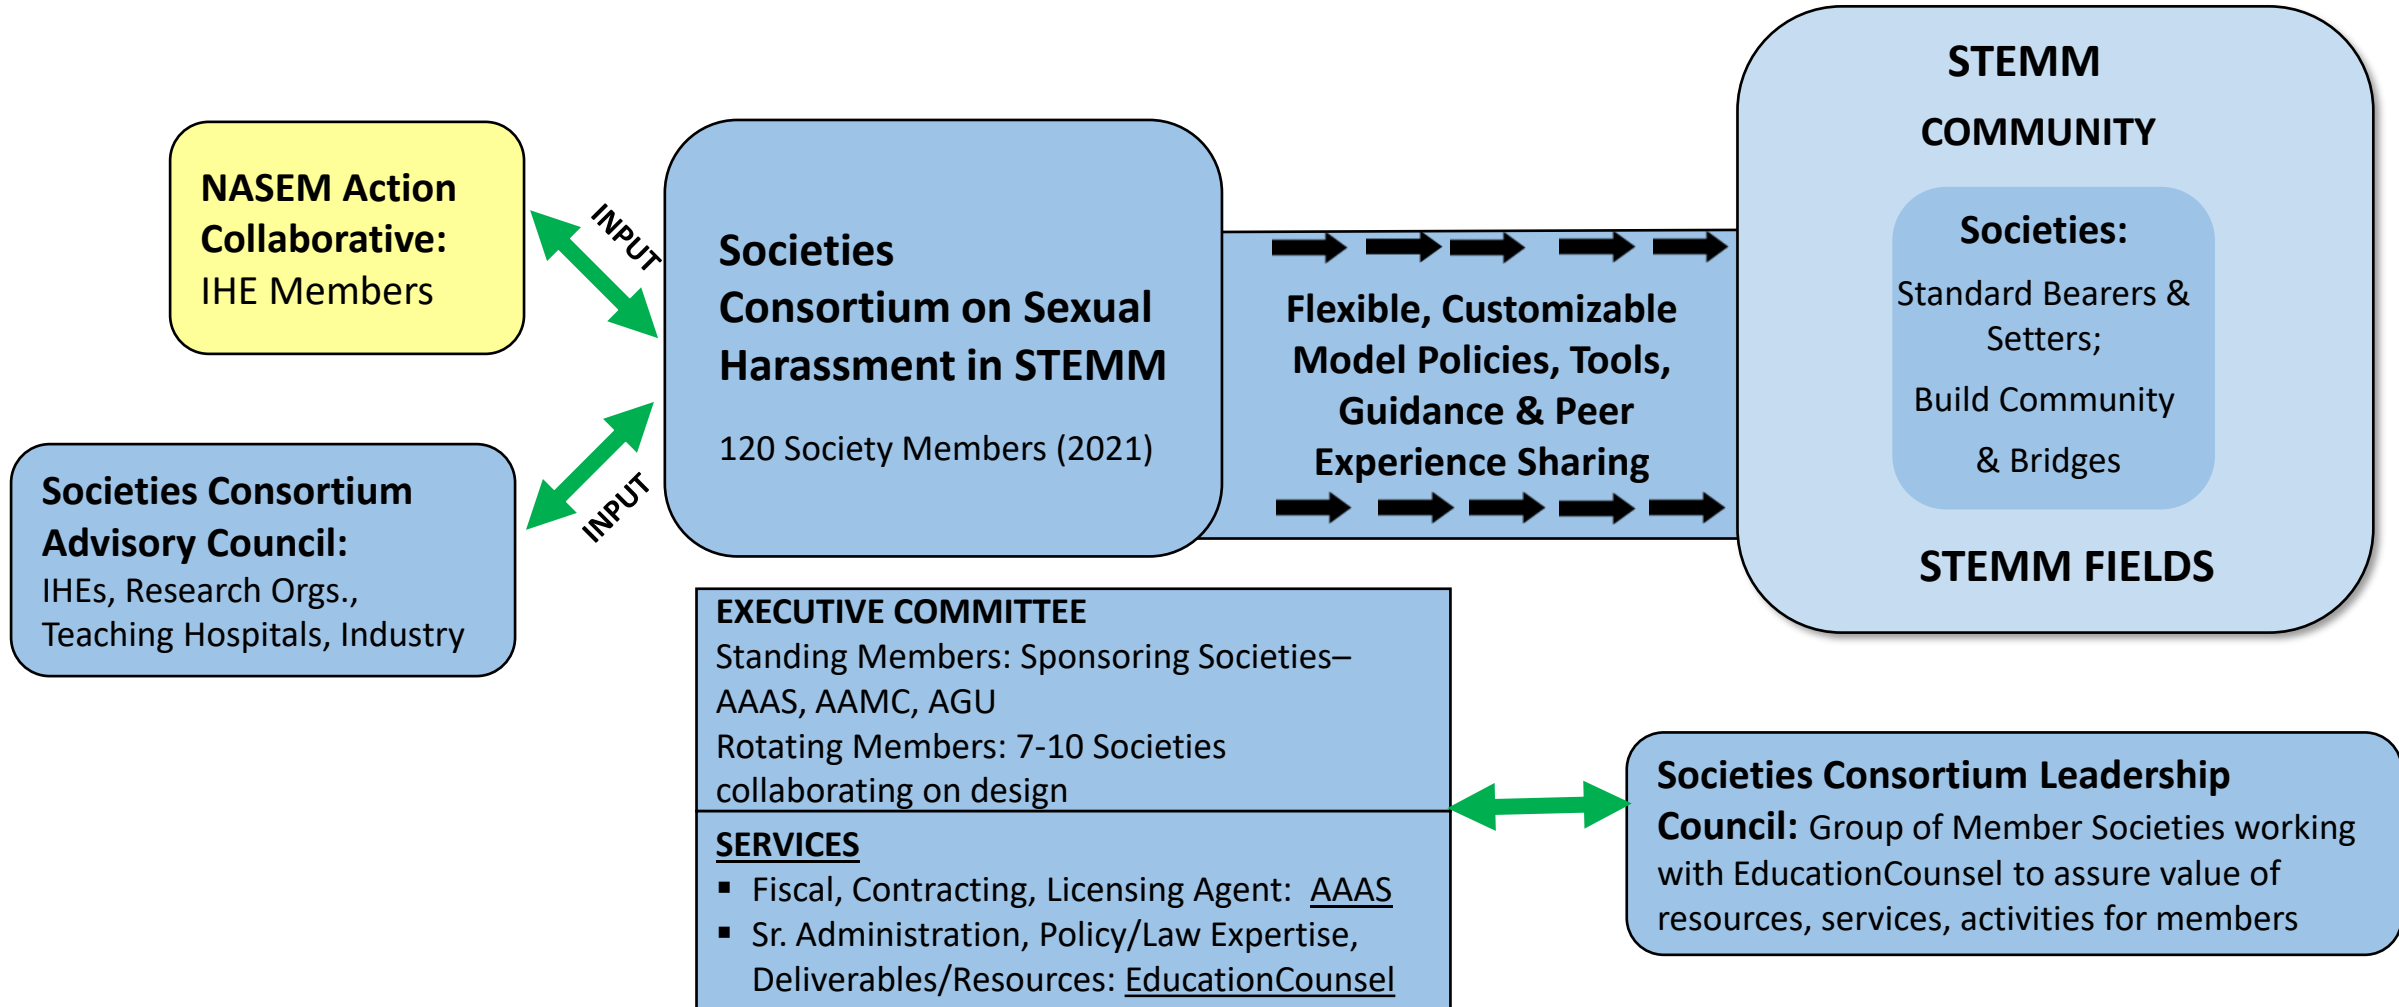 NASEM Action
Collaborative:
IHE Members
INPUT
Societies Consortium
Advisory Council:
IHEs, Research Orgs.,
Teaching Hospitals, Industry
INPUT
Societies
Consortium on Sexual
Harassment in STEMM
120 Society Members (2021)
Flexible, Customizable
Model Policies, Tools,
Guidance & Peer
Experience Sharing
STEMM
COMMUNITY
Societies:
Standard Bearers &
Setters;
Build Community
& Bridges
STEMM FIELDS
EXECUTIVE COMMITTEE
Standing Members: Sponsoring Societies–
AAAS, AAMC, AGU
Rotating Members: 7-10 Societies
collaborating on design
SERVICES
▪ Fiscal, Contracting, Licensing Agent: AAAS
▪ Sr. Administration, Policy/Law Expertise,
Deliverables/Resources: EducationCounsel
Societies Consortium Leadership
Council: Group of Member Societies working
with EducationCounsel to assure value of
resources, services, activities for members